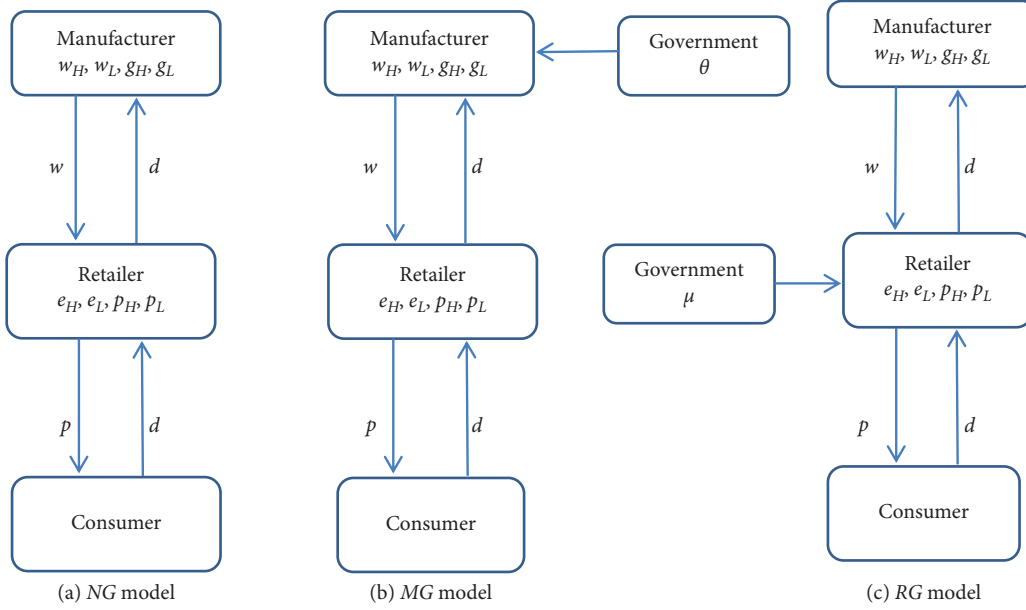 Manufacturer
w_H, w_L, g_H, g_L
w
d
Retailer
e_H, e_L, p_H, p_L
p
d
Consumer
(a) NG model
Manufacturer
w_H, w_L, g_H, g_L
Government
θ
w
d
Retailer
e_H, e_L, p_H, p_L
p
d
Consumer
(b) MG model
Manufacturer
w_H, w_L, g_H, g_L
w
d
Government
μ
Retailer
e_H, e_L, p_H, p_L
p
d
Consumer
(c) RG model